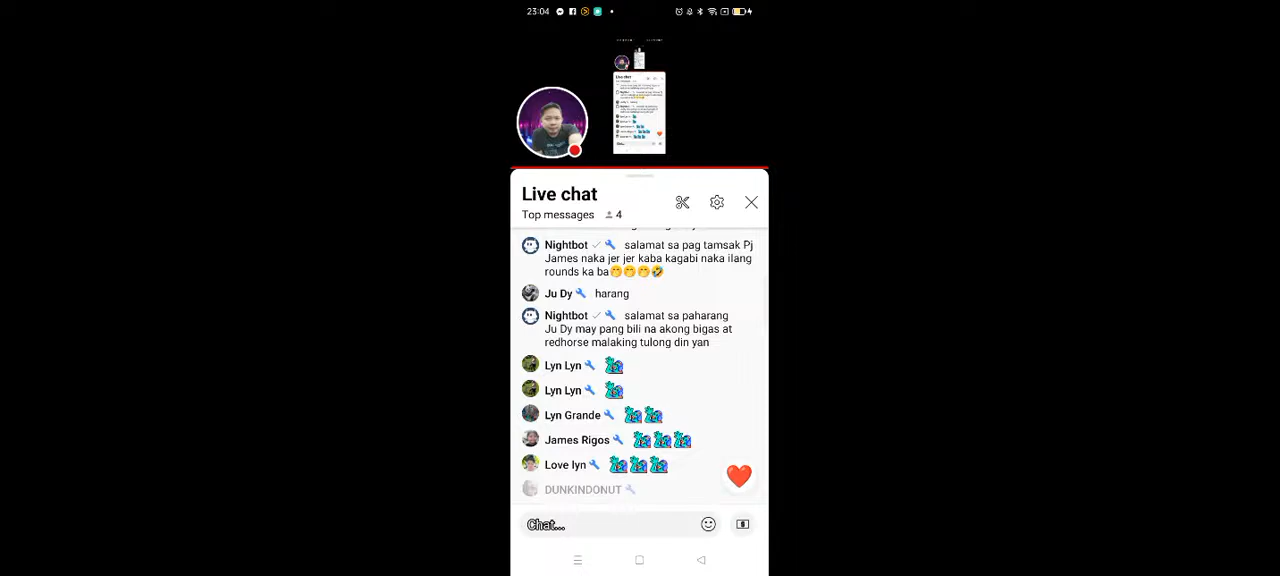 23:04
Live chat
Top messages 4
Nightbot salamat sa pag tamsak Pj
James naka jer jer kaba kagabi naka ilang
rounds ka ba🤭🤭🤭🤣
Ju Dy harang
Nightbot salamat sa paharang
Ju Dy may pang bili na akong bigas at
redhorse malaking tulong din yan
Lyn Lyn
Lyn Lyn
Lyn Grande
James Rigos
Love lyn
DUNKINDONUT
Chat...